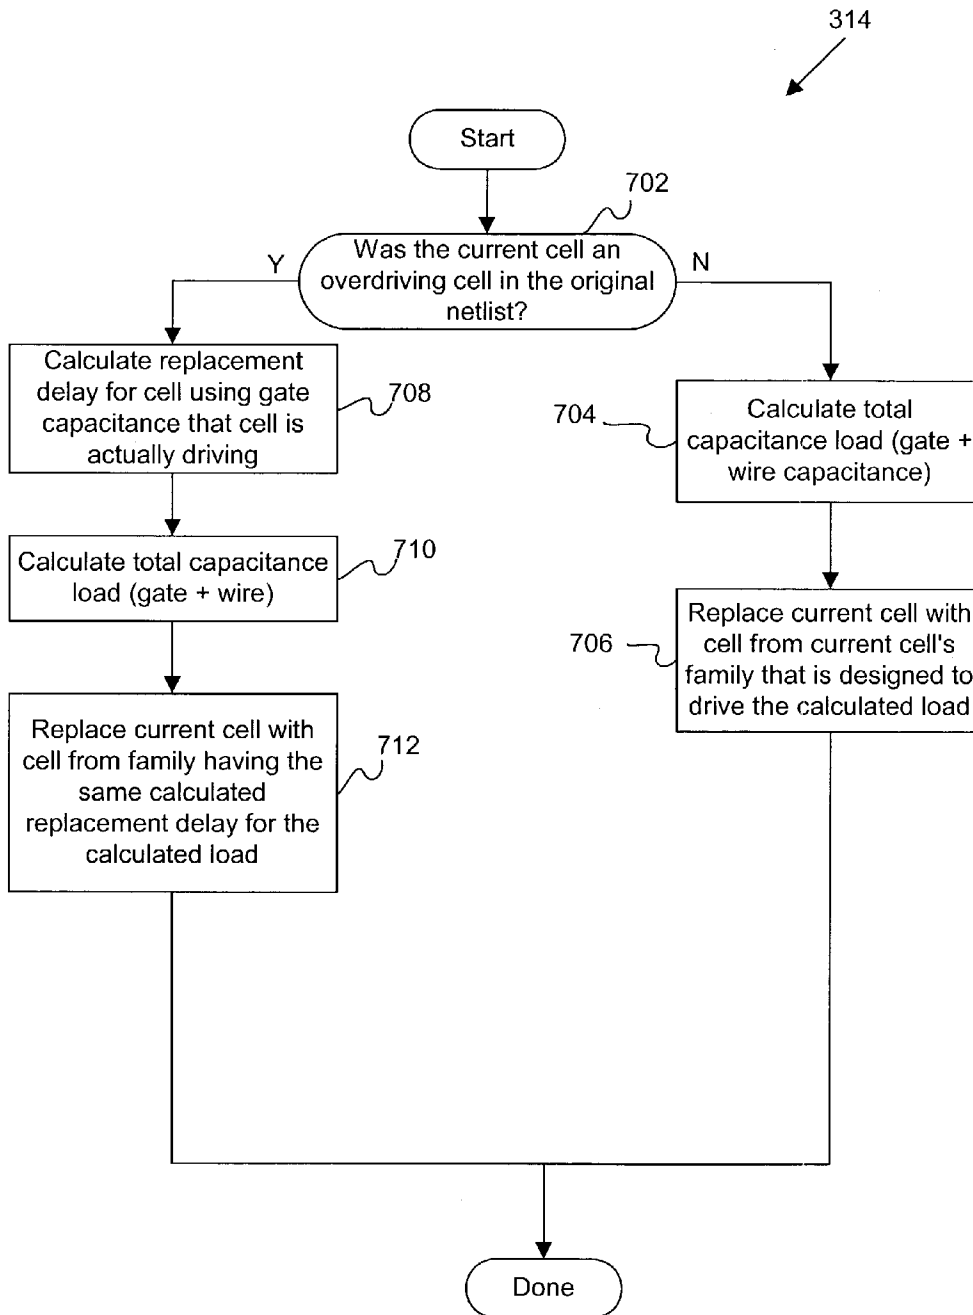 314
Start
702
Was the current cell an
overdriving cell in the original
netlist?
Y
N
Calculate replacement
delay for cell using gate
capacitance that cell is
actually driving
708
704
Calculate total
capacitance load (gate +
wire capacitance)
Calculate total capacitance
load (gate + wire)
710
706
Replace current cell with
cell from current cell's
family that is designed to
drive the calculated load
Replace current cell with
cell from family having the
same calculated
replacement delay for the
calculated load
712
Done